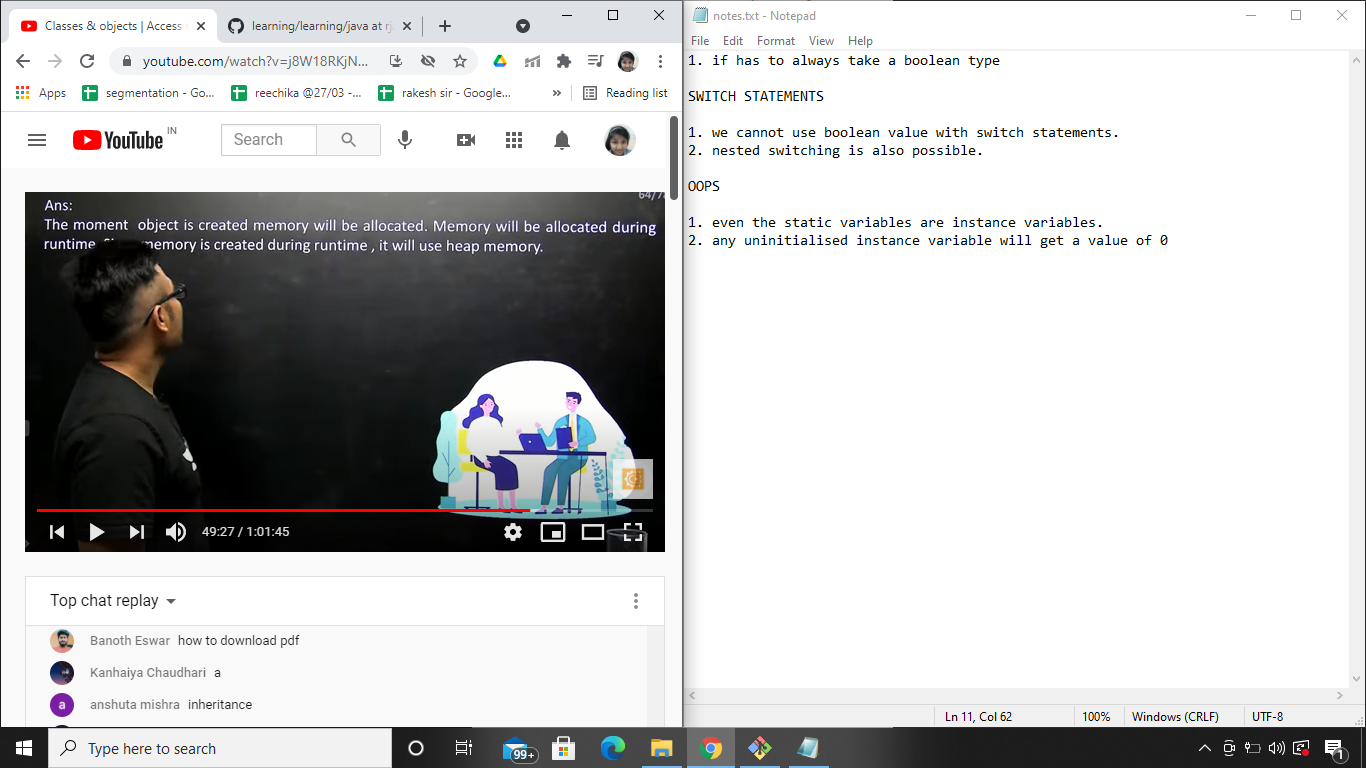 Classes & objects | Access
learning/learning/java at rj
youtube.com/watch?v=j8W18RKjN...
Apps
segmentation - Go...
reechika @27/03 -...
rakesh sir - Google...
»
Reading list
YouTube IN
Search
64/7
Ans:
The moment object is created memory will be allocated. Memory will be allocated during
runtime memory is created during runtime , it will use heap memory.
49:27 / 1:01:45
Top chat replay
Banoth Eswar how to download pdf
Kanhaiya Chaudhari a
a anshuta mishra inheritance
notes.txt - Notepad
File Edit Format View Help
1. if has to always take a boolean type
SWITCH STATEMENTS
1. we cannot use boolean value with switch statements.
2. nested switching is also possible.
OOPS
1. even the static variables are instance variables.
2. any uninitialised instance variable will get a value of 0
Ln 11, Col 62
100%
Windows (CRLF)
UTF-8
Type here to search
99+
1